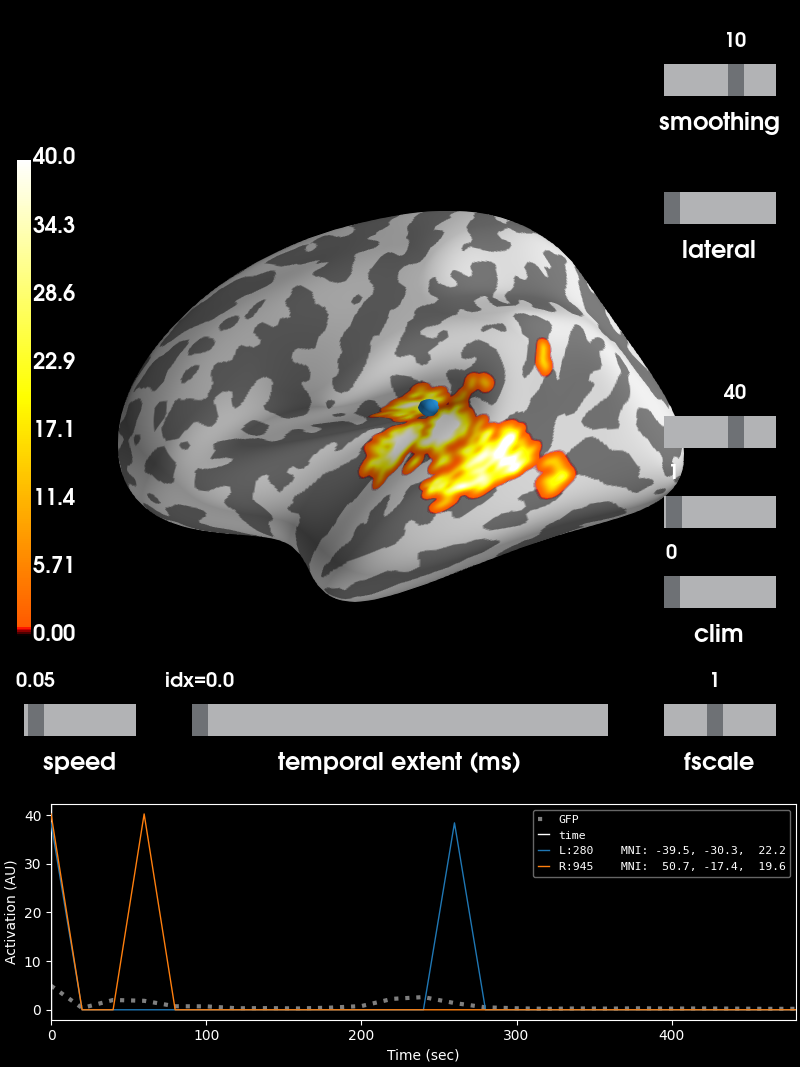 10
smoothing
40.0
lateral
34.3
28.6
22.9
40
17.1
1
11.4
0
5.71
0.00
clim
0.05
idx=0.0
1
speed
temporal extent (ms)
fscale
40
30
20
10
0
Activation (AU)
GFP
time
L:280 MNI: -39.5, -30.3, 22.2
R:945 MNI: 50.7, -17.4, 19.6
0 100 200 300 400
Time (sec)